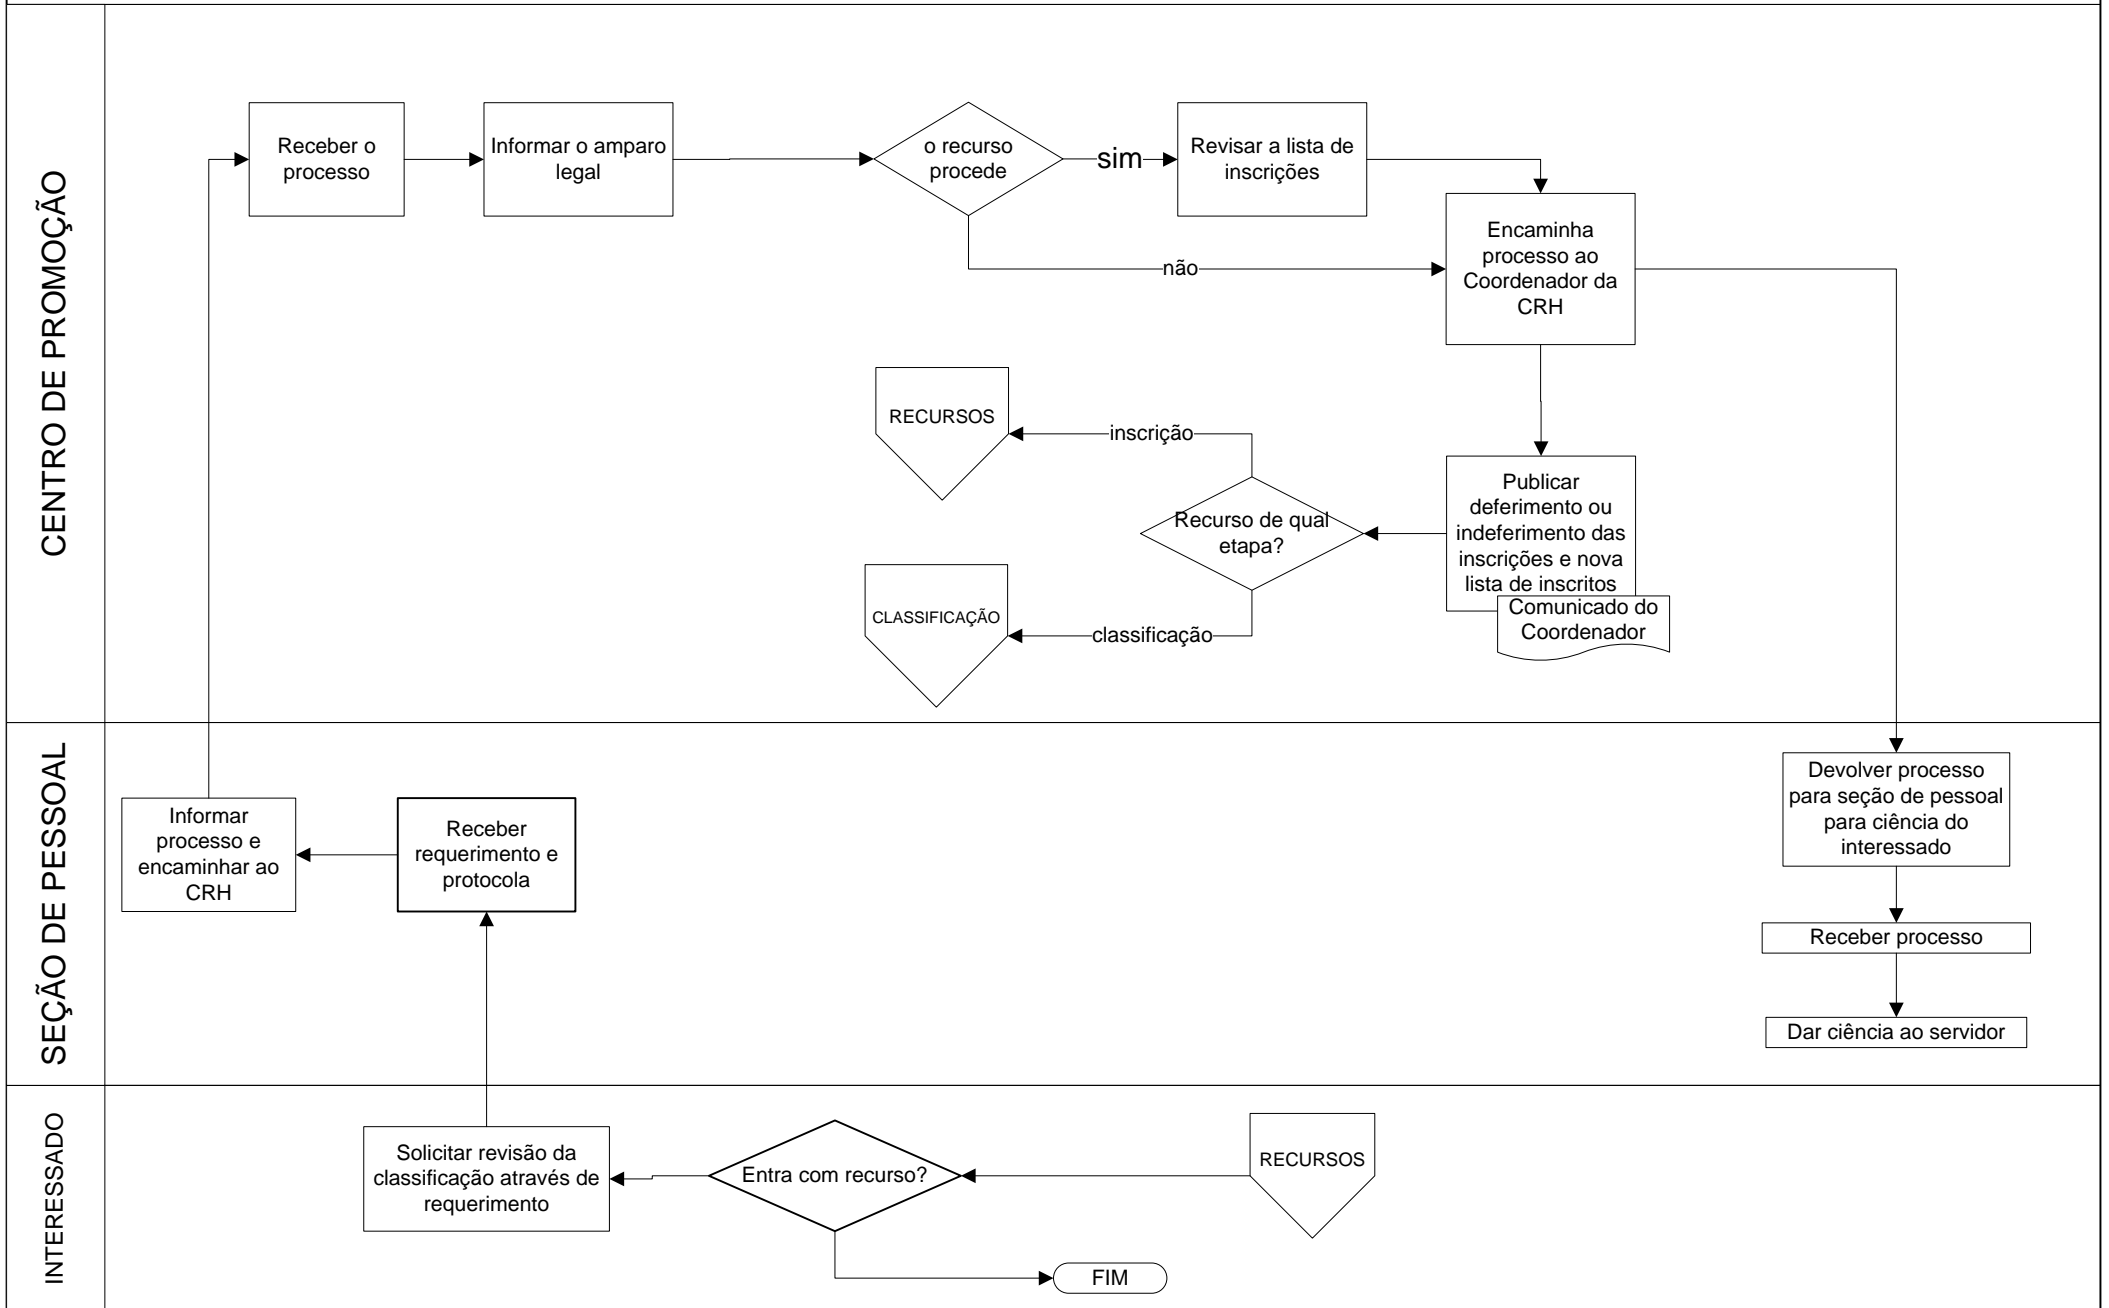 CENTRO DE PROMOÇÃO
Receber o
processo
Informar o amparo
legal
o recurso
procede
sim
Revisar a lista de
inscrições
não
Encaminha
processo ao
Coordenador da
CRH
RECURSOS
inscrição
Recurso de qual
etapa?
Publicar
deferimento ou
indeferimento das
inscrições e nova
lista de inscritos
Comunicado do
Coordenador
CLASSIFICAÇÃO
classificação
SEÇÃO DE PESSOAL
Informar
processo e
encaminhar ao
CRH
Receber
requerimento e
protocola
Devolver processo
para seção de pessoal
para ciência do
interessado
Receber processo
Dar ciência ao servidor
INTERESSADO
Solicitar revisão da
classificação através de
requerimento
Entra com recurso?
RECURSOS
FIM